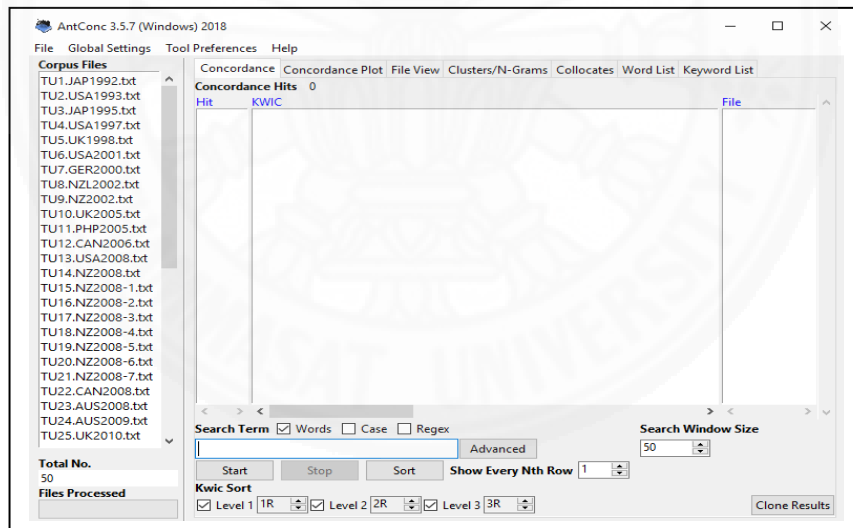 AntConc 3.5.7 (Windows) 2018
File Global Settings Tool Preferences Help
Corpus Files
TU1.JAP1992.txt
TU2.USA1993.txt
TU3.JAP1995.txt
TU4.USA1997.txt
TU5.UK1998.txt
TU6.USA2001.txt
TU7.GER2000.txt
TU8.NZL2002.txt
TU9.NZ2002.txt
TU10.UK2005.txt
TU11.PHP2005.txt
TU12.CAN2006.txt
TU13.USA2008.txt
TU14.NZ2008.txt
TU15.NZ2008-1.txt
TU16.NZ2008-2.txt
TU17.NZ2008-3.txt
TU18.NZ2008-4.txt
TU19.NZ2008-5.txt
TU20.NZ2008-6.txt
TU21.NZ2008-7.txt
TU22.CAN2008.txt
TU23.AUS2008.txt
TU24.AUS2009.txt
TU25.UK2010.txt
Total No.
50
Files Processed
Concordance Concordance Plot File View Clusters/N-Grams Collocates Word List Keyword List
Concordance Hits 0
Hit KWIC File
THAMMASAT UNIVERSITY
Search Term Words Case Regex Search Window Size
Advanced 50
Start Stop Sort Show Every Nth Row 1
Kwic Sort
Level 1 1R Level 2 2R Level 3 3R Clone Results